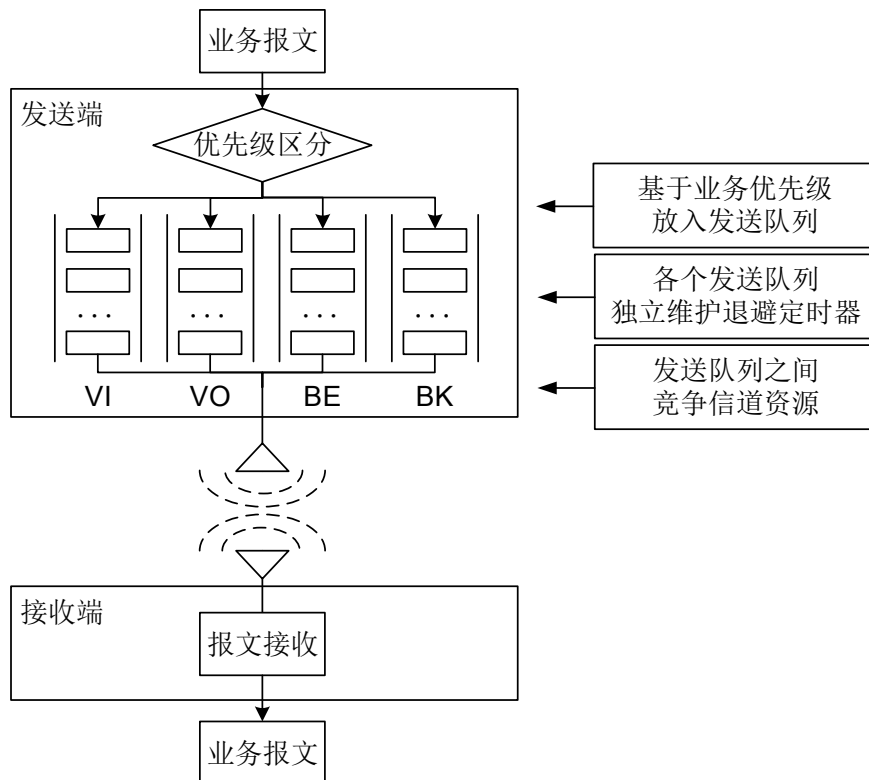 业务报文
发送端
优先级区分
基于业务优先级
放入发送队列
各个发送队列
独立维护退避定时器
...
...
...
...
发送队列之间
竞争信道资源
VI
VO
BE
BK
接收端
报文接收
业务报文